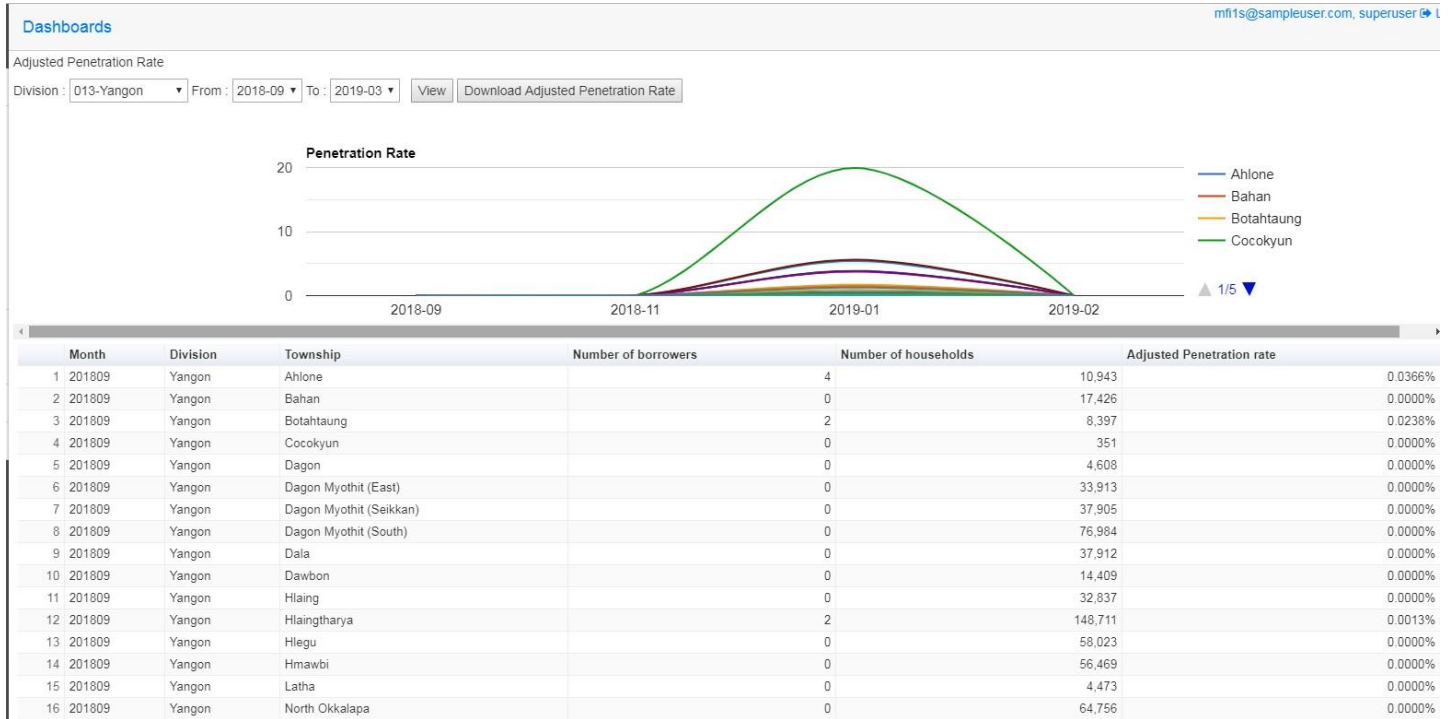 mfi1s@sampleuser.com, superuser L
Dashboards
Adjusted Penetration Rate
Division : 013-Yangon From : 2018-09 To : 2019-03 View Download Adjusted Penetration Rate
Penetration Rate
20
10
0
2018-09 2018-11 2019-01 2019-02
Ahlone
Bahan
Botahtaung
Cocokyun
1/5
Month Division Township Number of borrowers Number of households Adjusted Penetration rate
1 201809 Yangon Ahlone 4 10,943 0.0366%
2 201809 Yangon Bahan 0 17,426 0.0000%
3 201809 Yangon Botahtaung 2 8,397 0.0238%
4 201809 Yangon Cocokyun 0 351 0.0000%
5 201809 Yangon Dagon 0 4,608 0.0000%
6 201809 Yangon Dagon Myothit (East) 0 33,913 0.0000%
7 201809 Yangon Dagon Myothit (Seikkan) 0 37,905 0.0000%
8 201809 Yangon Dagon Myothit (South) 0 76,984 0.0000%
9 201809 Yangon Dala 0 37,912 0.0000%
10 201809 Yangon Dawbon 0 14,409 0.0000%
11 201809 Yangon Hlaing 0 32,837 0.0000%
12 201809 Yangon Hlaingtharya 2 148,711 0.0013%
13 201809 Yangon Hlegu 0 58,023 0.0000%
14 201809 Yangon Hmawbi 0 56,469 0.0000%
15 201809 Yangon Latha 0 4,473 0.0000%
16 201809 Yangon North Okkalapa 0 64,756 0.0000%